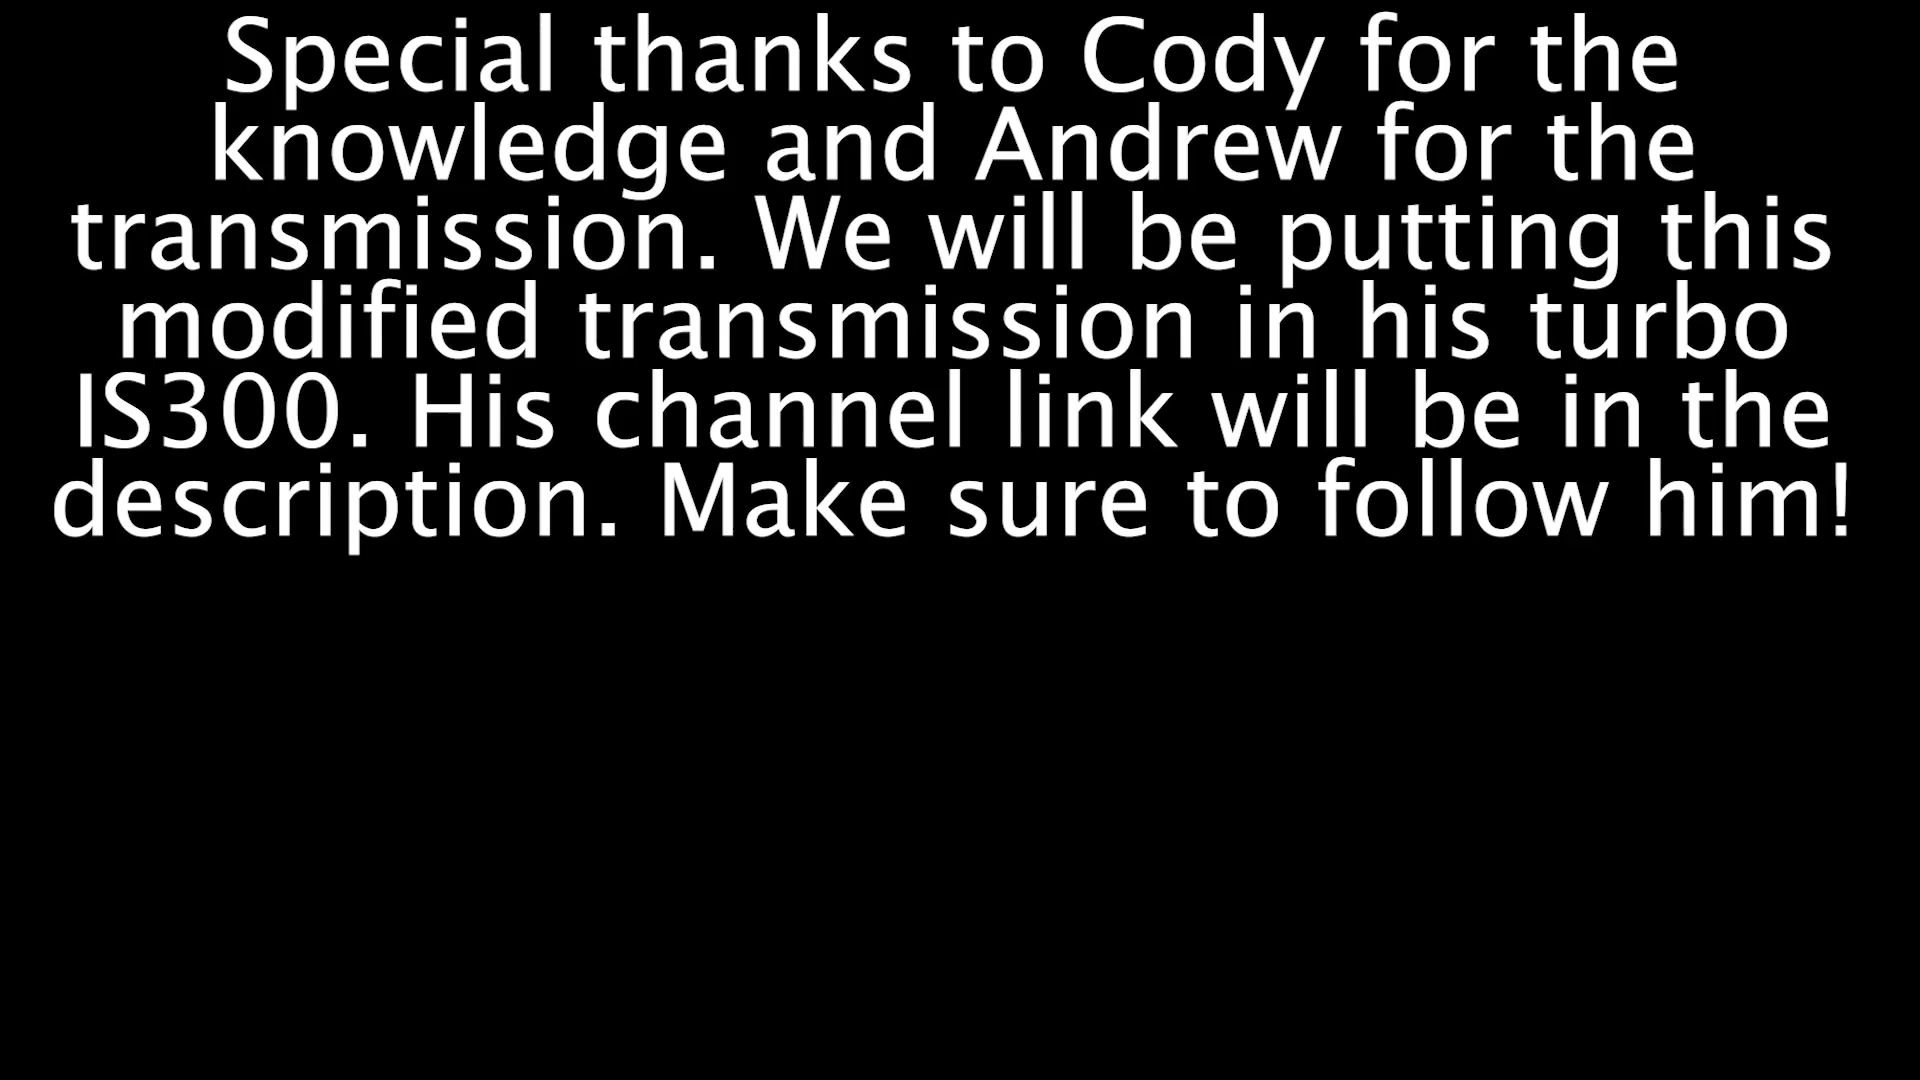 Special thanks to Cody for the
knowledge and Andrew for the
transmission. We will be putting this
modified transmission in his turbo
IS300. His channel link will be in the
description. Make sure to follow him!